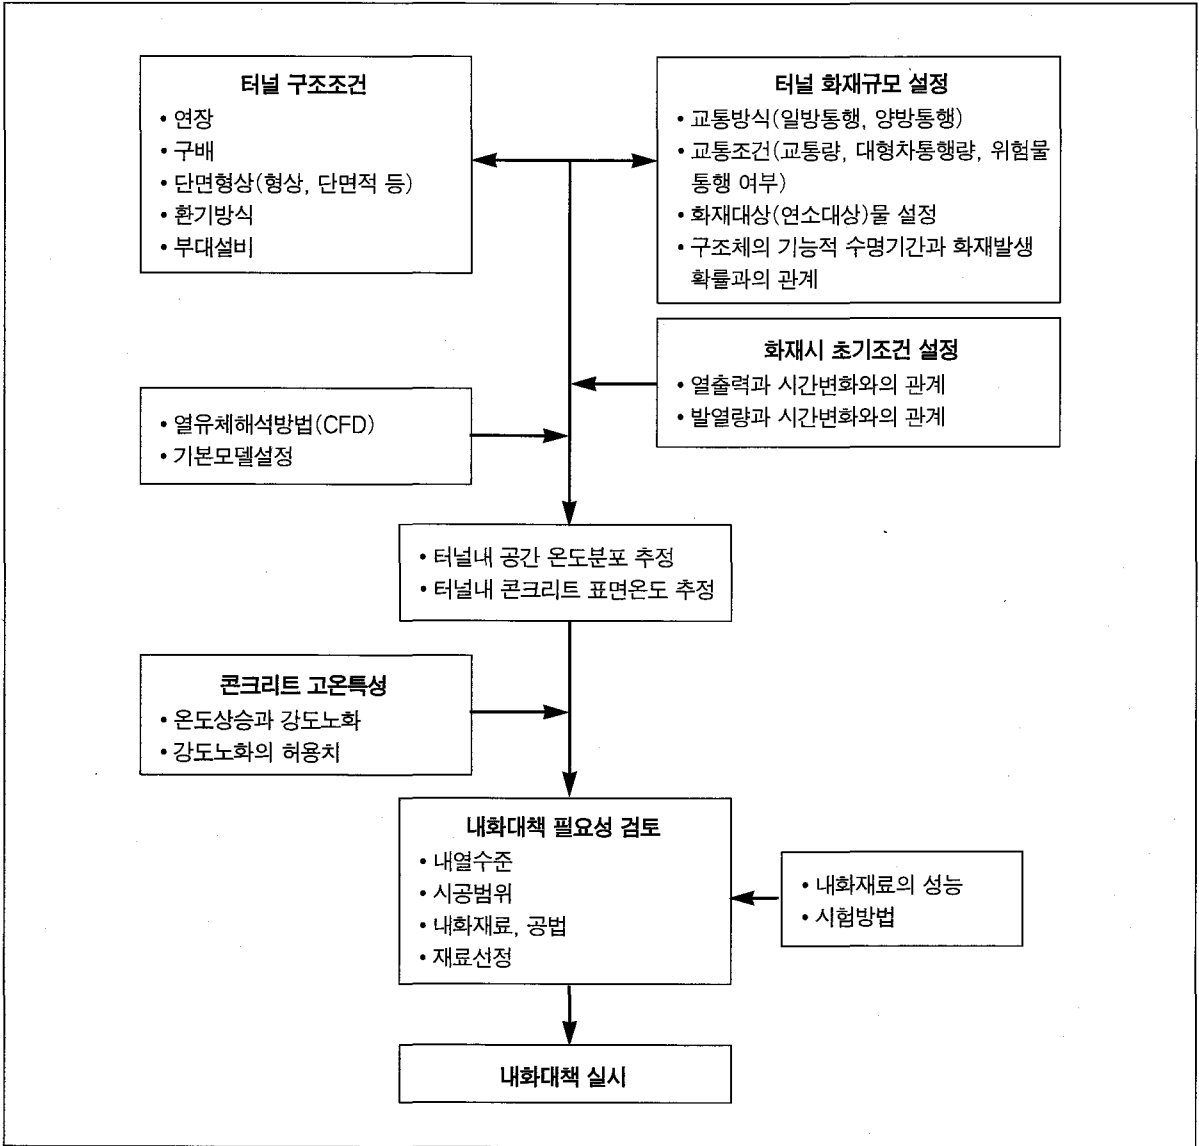 터널 구조조건
• 연장
• 구배
• 단면형상(형상, 단면적 등)
• 환기방식
• 부대설비
터널 화재규모 설정
• 교통방식(일방통행, 양방통행)
• 교통조건(교통량, 대형차통행량, 위험물
통행 여부)
• 화재대상(연소대상)물 설정
• 구조체의 기능적 수명기간과 화재발생
확률과의 관계
화재시 초기조건 설정
• 열출력과 시간변화와의 관계
• 발열량과 시간변화와의 관계
• 열유체해석방법(CFD)
• 기본모델설정
• 터널내 공간 온도분포 추정
• 터널내 콘크리트 표면온도 추정
콘크리트 고온특성
• 온도상승과 강도노화
• 강도노화의 허용치
내화대책 필요성 검토
• 내열수준
• 시공범위
• 내화재료, 공법
• 재료선정
• 내화재료의 성능
• 시험방법
내화대책 실시